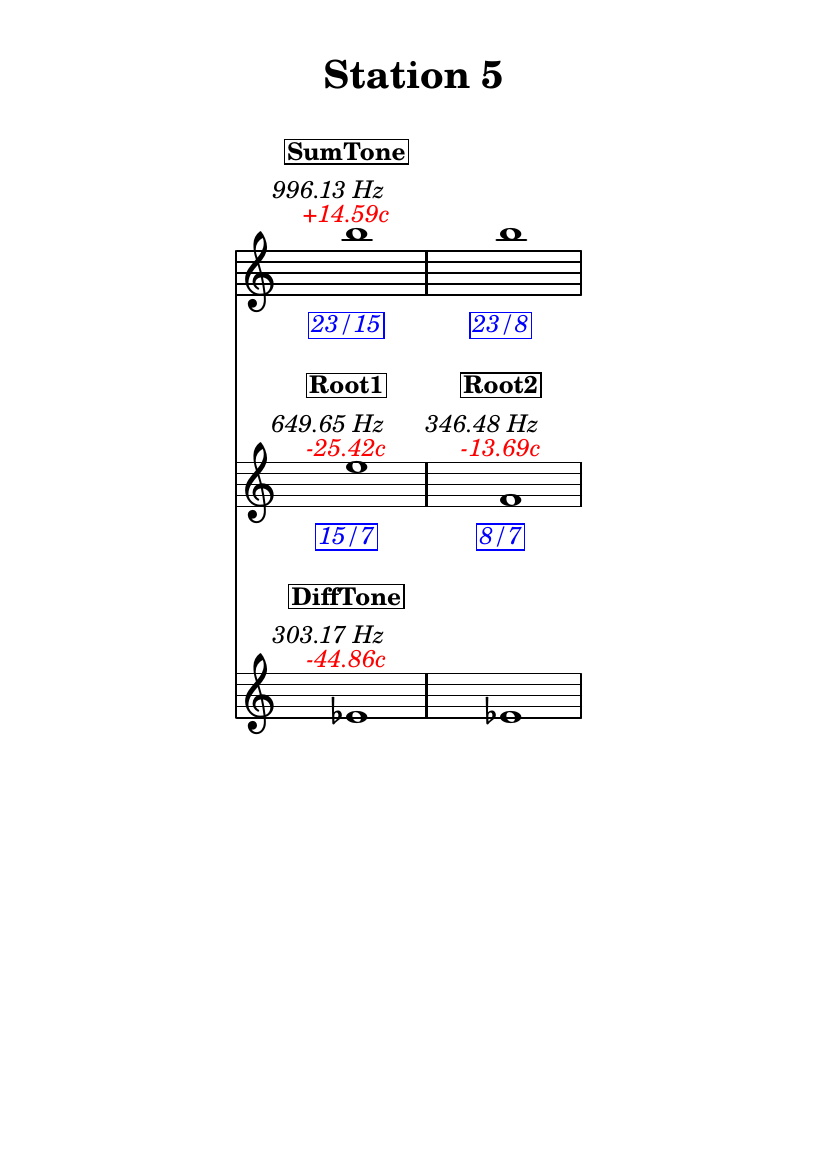 Station 5
SumTone
996.13 Hz
+14.59c
23/15 23/8
Root1 Root2
649.65 Hz 346.48 Hz
-25.42c -13.69c
15/7 8/7
DiffTone
303.17 Hz
-44.86c